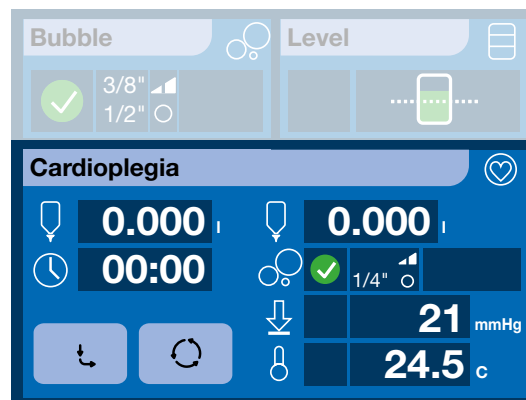 Bubble
Level
3/8"
1/2"
Cardioplegia
0.000 l
0.000 l
00:00
1/4"
21 mmHg
24.5 C